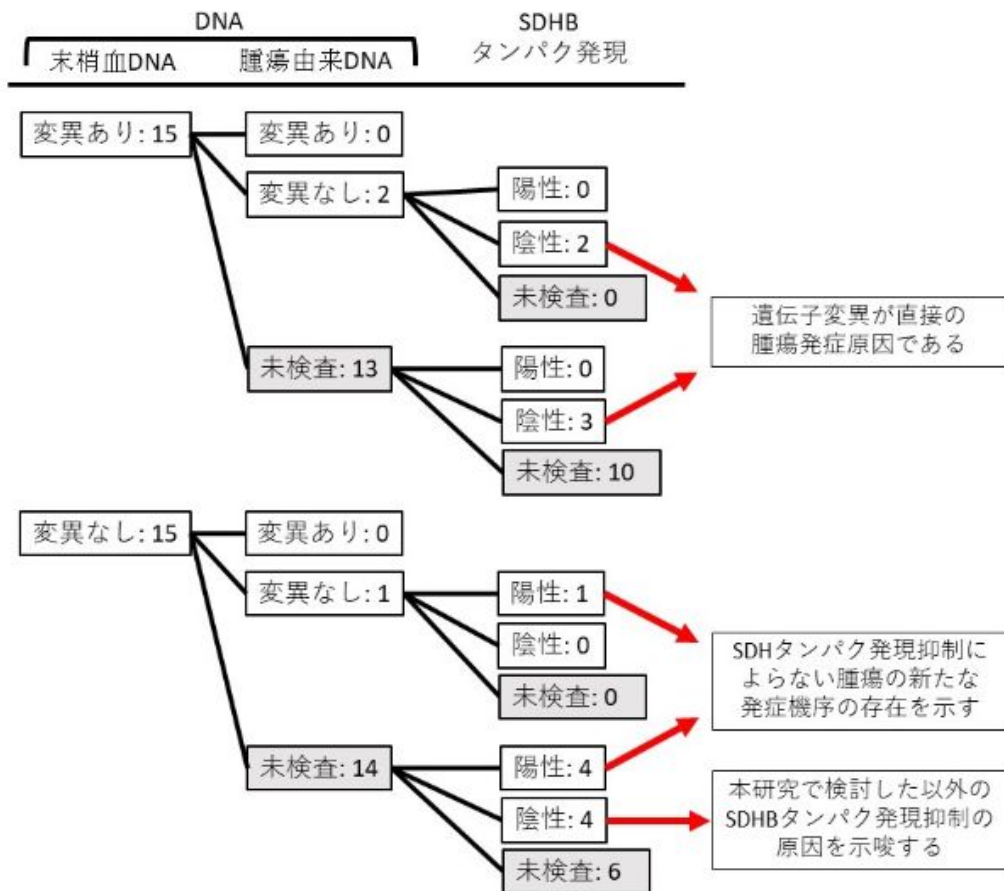 DNA
SDHB
タンパク発現
末梢血DNA
腫瘍由来DNA
変異あり: 15
変異あり: 0
変異なし: 2
陽性: 0
陰性: 2
未検査: 0
遺伝子変異が直接の
腫瘍発症原因である
未検査: 13
陽性: 0
陰性: 3
未検査: 10
変異なし: 15
変異あり: 0
変異なし: 1
陽性: 1
陰性: 0
未検査: 0
SDHタンパク発現抑制に
よらない腫瘍の新たな
発症機序の存在を示す
未検査: 14
陽性: 4
陰性: 4
未検査: 6
本研究で検討した以外の
SDHBタンパク発現抑制の
原因を示唆する